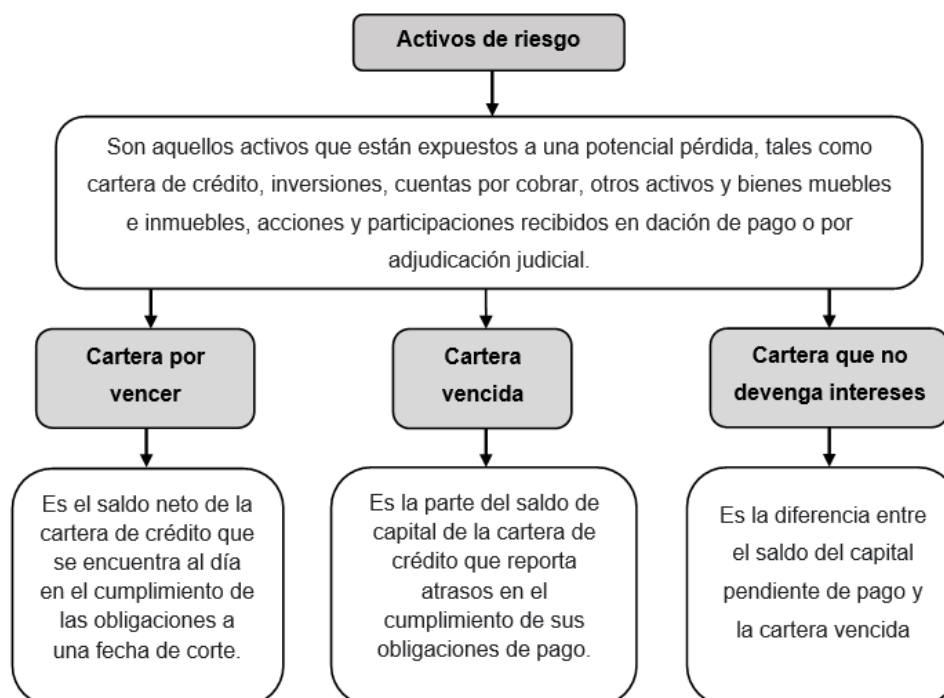 Activos de riesgo
Son aquellos activos que están expuestos a una potencial pérdida, tales como
cartera de crédito, inversiones, cuentas por cobrar, otros activos y bienes muebles
e inmuebles, acciones y participaciones recibidos en dación de pago o por
adjudicación judicial.
Cartera por
vencer
Cartera
vencida
Cartera que no
devenga intereses
Es el saldo neto de la
cartera de crédito que
se encuentra al día
en el cumplimiento de
las obligaciones a
una fecha de corte.
Es la parte del saldo de
capital de la cartera de
crédito que reporta
atrasos en el
cumplimiento de sus
obligaciones de pago.
Es la diferencia entre
el saldo del capital
pendiente de pago y
la cartera vencida